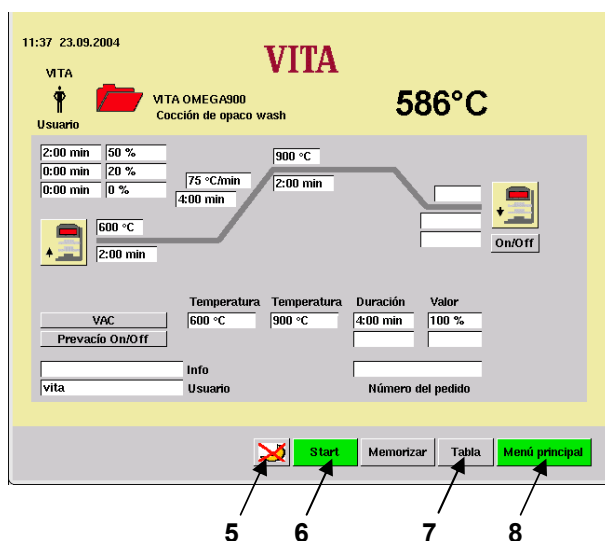 11:37 23.09.2004
VITA
VITA
586°C
VITA OMEGA900
Cocción de opaco wash
Usuario
2:00 min 50 %
0:00 min 20 %
0:00 min 0 %
900 °C
75 °C/min
2:00 min
4:00 min
600 °C
2:00 min
On/Off
Temperatura Temperatura Duración Valor
VAC 600 °C 900 °C 4:00 min 100 %
Prevacío On/Off
Info
vita Usuario Número del pedido
Start Memorizar Tabla Menú principal
5 6 7 8